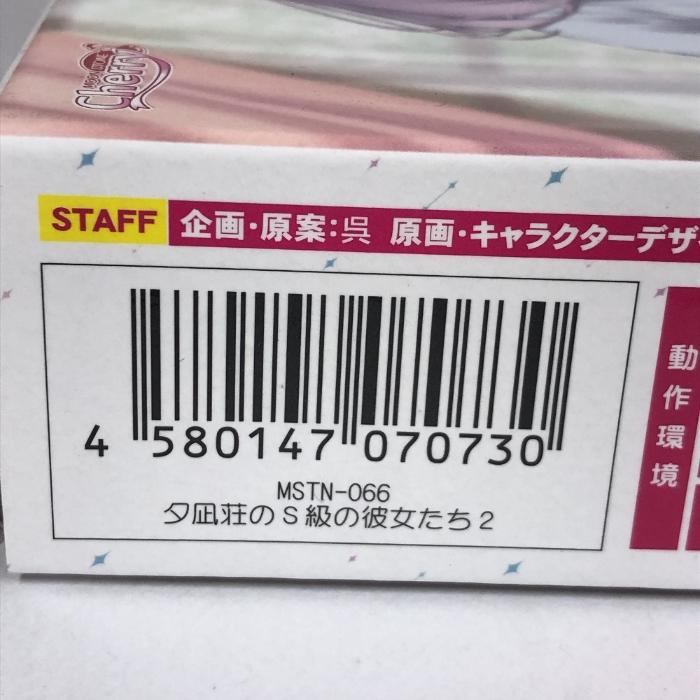 Cherry
STAFF 企画・原案:呉 原画・キャラクターデザ
4 580147 070730
MSTN-066
夕凪荘のS級の彼女たち2
動作環境